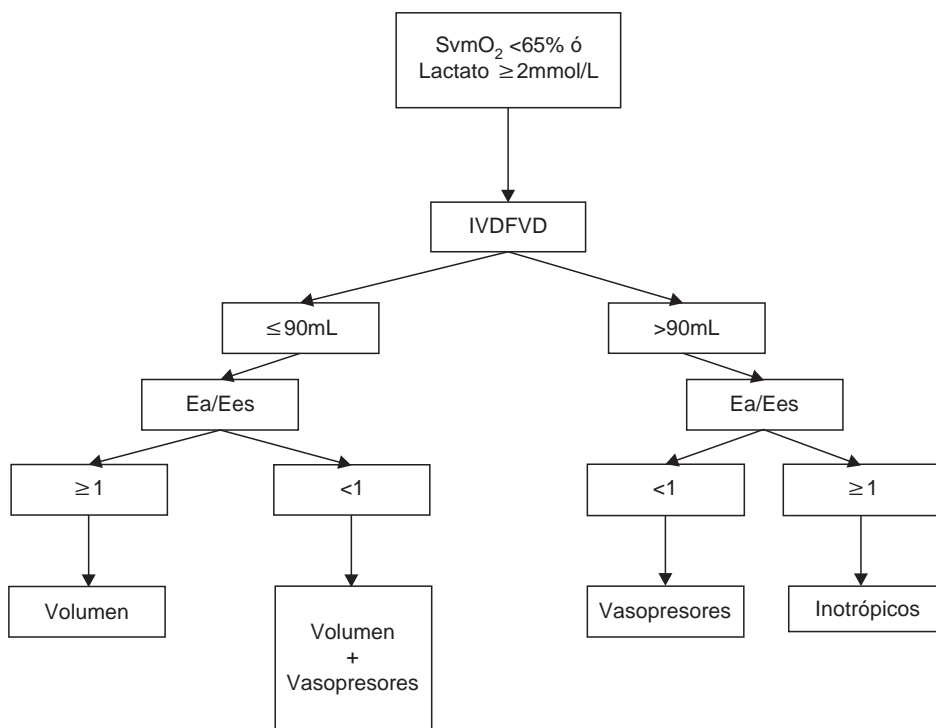 SvmO₂ <65% ó
Lactato ≥2mmol/L
IVDFVD
≤90mL
>90mL
Ea/Ees
Ea/Ees
≥1
<1
<1
≥1
Volumen
Volumen
+
Vasopresores
Vasopresores
Inotrópicos